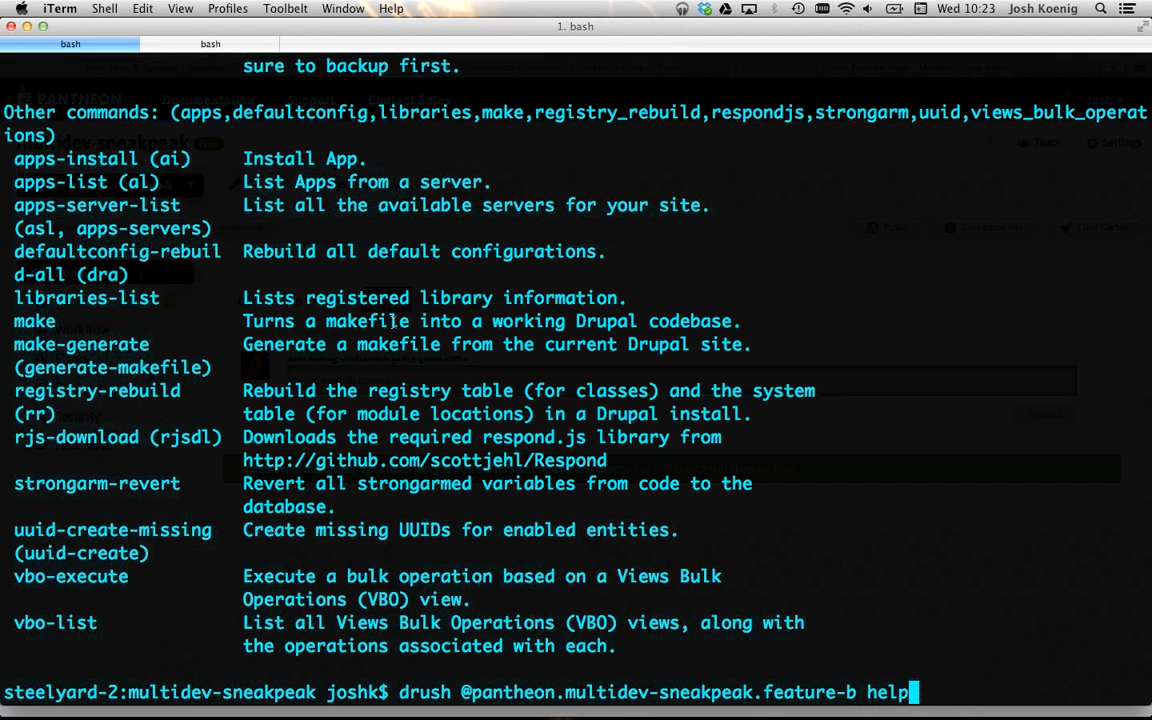 iTerm Shell Edit View Profiles Toolbelt Window Help Wed 10:23 Josh Koenig
1. bash
bash bash
sure to backup first.
PANTHEON
Other commands: (apps,defaultconfig,libraries,make,registry_rebuild,respondjs,strongarm,uuid,views_bulk_operat
ions)
multidev-sneakpeak
Team Settings
apps-install (ai) Install App.
apps-list (al) List Apps from a server.
apps-server-list List all the available servers for your site.
(asl, apps-servers)
defaultconfig-rebuil Rebuild all default configurations.
d-all (dra)
libraries-list Lists registered library information.
make Turns a makefile into a working Drupal codebase.
Workflow
make-generate Generate a makefile from the current Drupal site.
(generate-makefile)
registry-rebuild Rebuild the registry table (for classes) and the system
(rr) table (for module locations) in a Drupal install.
Security
rjs-download (rjsdl) Downloads the required respond.js library from
http://github.com/scottjehl/Respond
strongarm-revert Revert all strongarmed variables from code to the
database.
uuid-create-missing Create missing UUIDs for enabled entities.
(uuid-create)
vbo-execute Execute a bulk operation based on a Views Bulk
Operations (VBO) view.
vbo-list List all Views Bulk Operations (VBO) views, along with
the operations associated with each.
steelyard-2:multidev-sneakpeak joshk$ drush @pantheon.multidev-sneakpeak.feature-b help